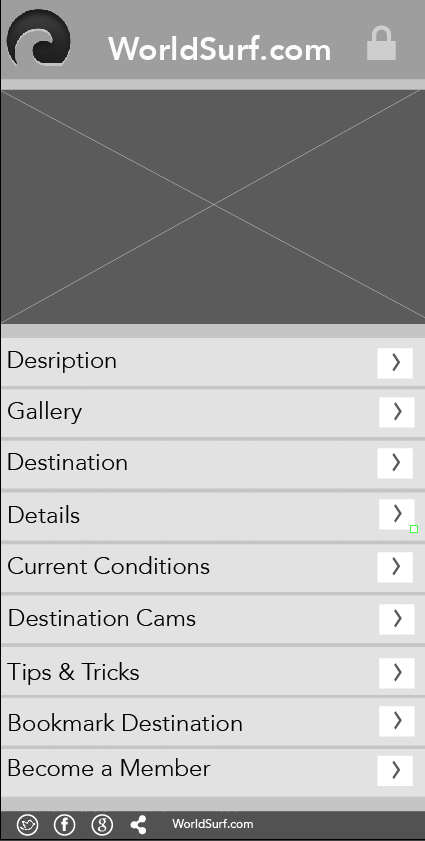 WorldSurf.com
Desription
Gallery
Destination
Details
Current Conditions
Destination Cams
Tips & Tricks
Bookmark Destination
Become a Member
WorldSurf.com